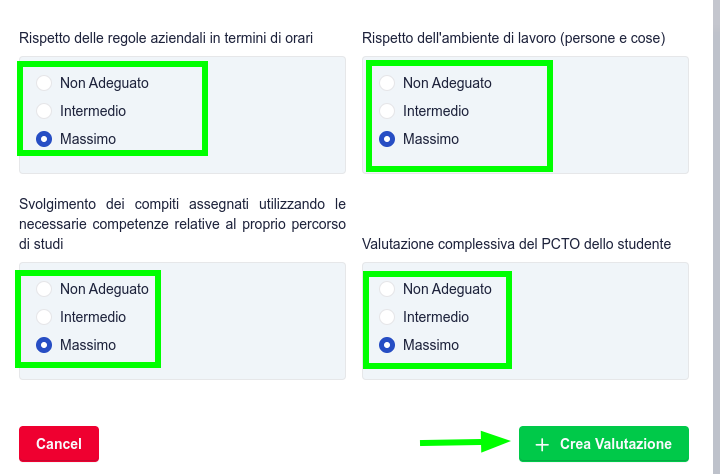 Rispetto delle regole aziendali in termini di orari
Non Adeguato
Intermedio
Massimo
Rispetto dell'ambiente di lavoro (persone e cose)
Non Adeguato
Intermedio
Massimo
Svolgimento dei compiti assegnati utilizzando le
necessarie competenze relative al proprio percorso
di studi
Non Adeguato
Intermedio
Massimo
Valutazione complessiva del PCTO dello studente
Non Adeguato
Intermedio
Massimo
Cancel
+ Crea Valutazione